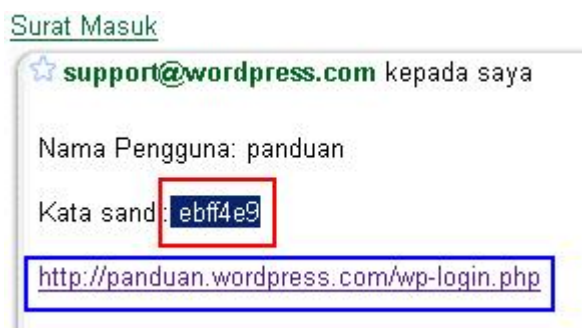 Surat Masuk
support@wordpress.com kepada saya
Nama Pengguna: panduan
Kata sandi: ebff4e9
http://panduan.wordpress.com/wp-login.php